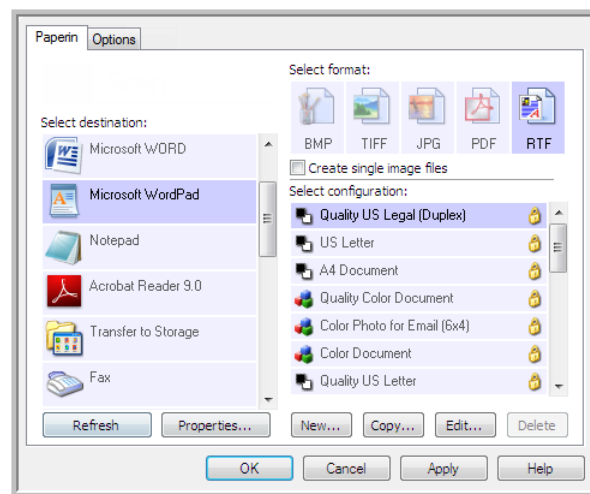 Paperin Options
Select format:
BMP TIFF JPG PDF RTF
Create single image files
Select destination:
Microsoft WORD
Microsoft WordPad
Notepad
Acrobat Reader 9.0
Transfer to Storage
Fax
Refresh Properties...
Select configuration:
Quality US Legal (Duplex)
US Letter
A4 Document
Quality Color Document
Color Photo for Email (6x4)
Color Document
Quality US Letter
New... Copy... Edit... Delete
OK Cancel Apply Help